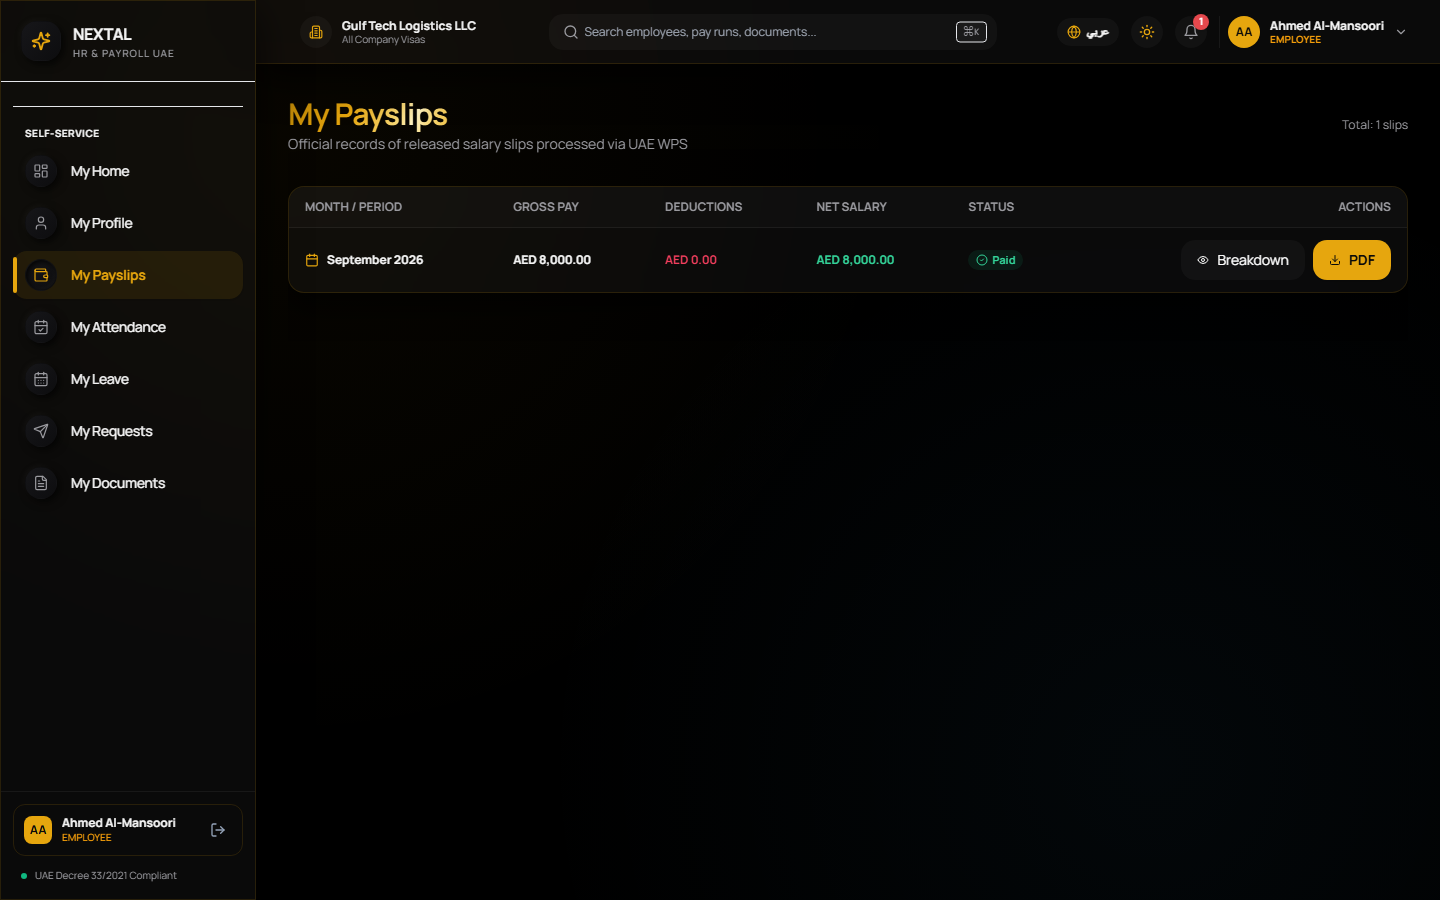 NEXTAL
HR & PAYROLL UAE
Gulf Tech Logistics LLC
All Company Visas
Search employees, pay runs, documents...
⌘K
عربي
1
AA
Ahmed Al-Mansoori
EMPLOYEE
SELF-SERVICE
My Home
My Profile
My Payslips
My Attendance
My Leave
My Requests
My Documents
My Payslips
Official records of released salary slips processed via UAE WPS
Total: 1 slips
MONTH / PERIOD GROSS PAY DEDUCTIONS NET SALARY STATUS ACTIONS
September 2026 AED 8,000.00 AED 0.00 AED 8,000.00 Paid Breakdown PDF
AA
Ahmed Al-Mansoori
EMPLOYEE
UAE Decree 33/2021 Compliant